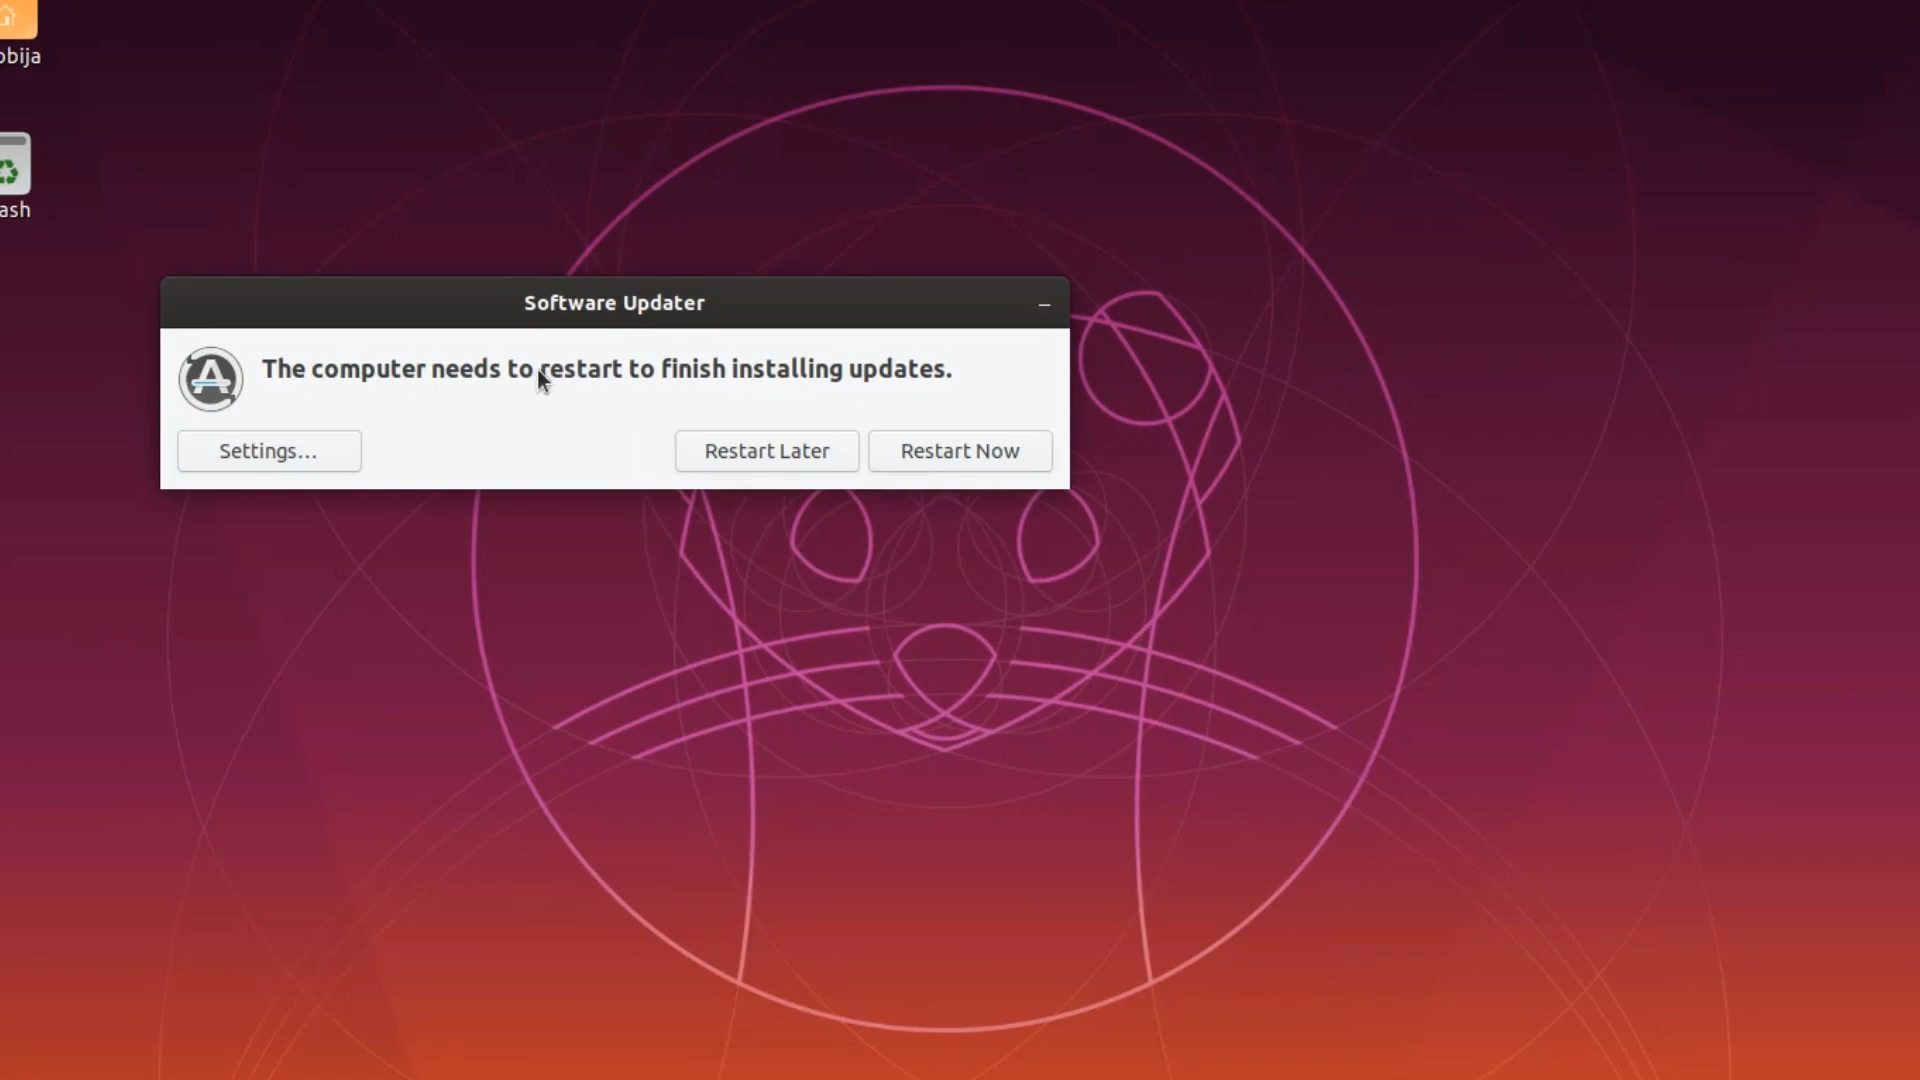 obija
ash
Software Updater
The computer needs to restart to finish installing updates.
Settings...
Restart Later
Restart Now